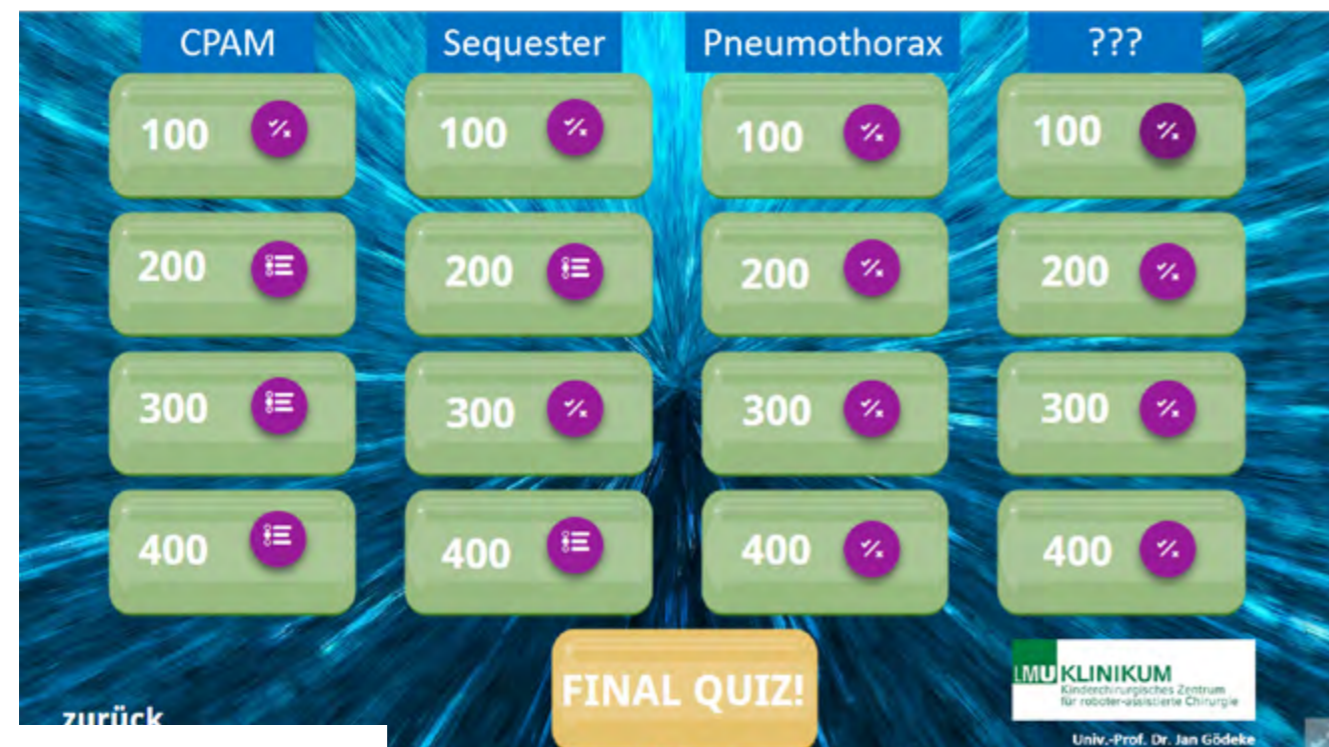 CPAM Sequester Pneumothorax ???
100 100 100 100
200 200 200 200
300 300 300 300
400 400 400 400
FINAL QUIZ!
zurück
LMU KLINIKUM
Kinderchirurgisches Zentrum
für roboter-assistierte Chirurgie
Univ.-Prof. Dr. Jan Gödeke